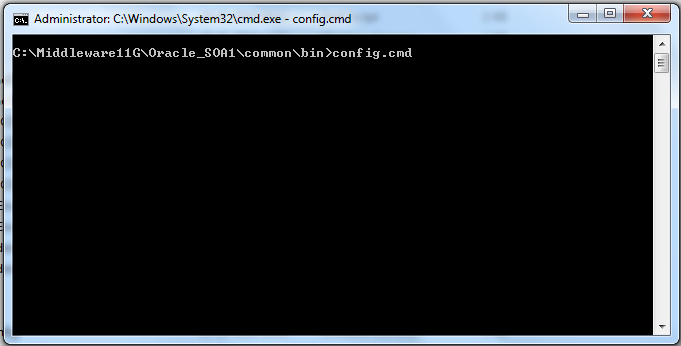 Administrator: C:\Windows\System32\cmd.exe - config.cmd
C:\Middleware11G\Oracle_SOA1\common\bin>config.cmd